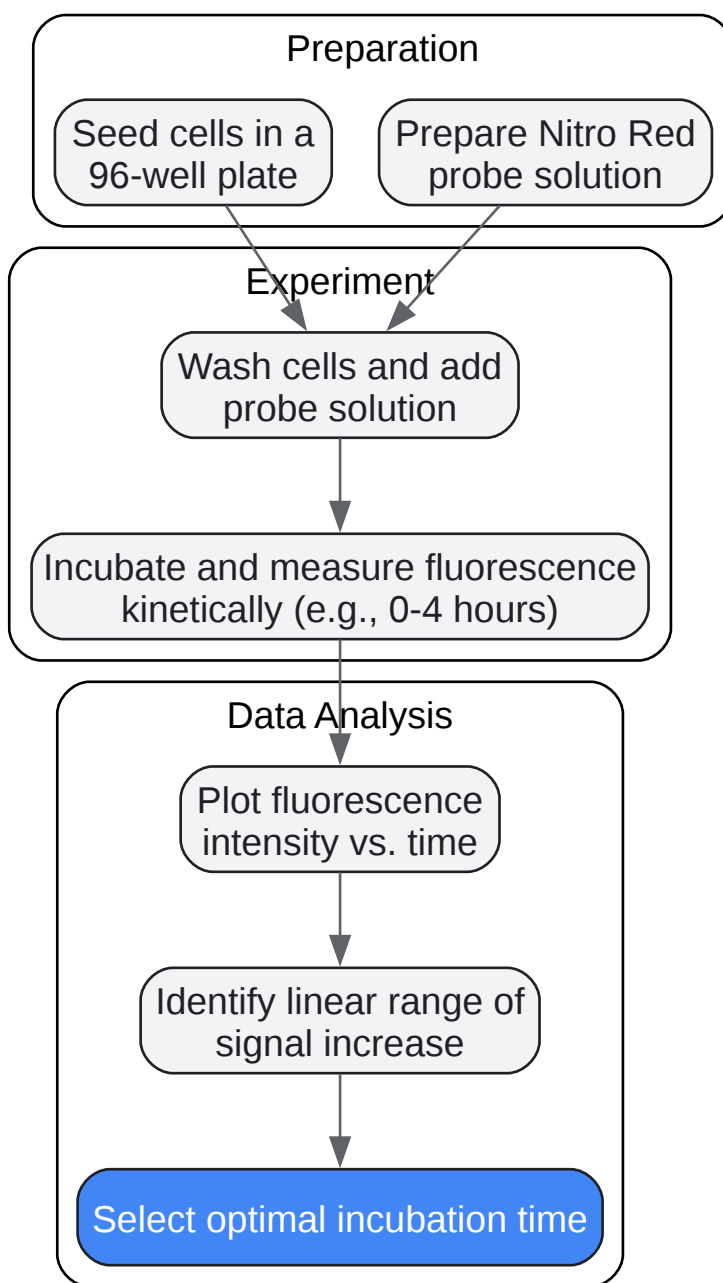 Preparation
Seed cells in a
96-well plate
Prepare Nitro Red
probe solution
Experiment
Wash cells and add
probe solution
Incubate and measure fluorescence
kinetically (e.g., 0-4 hours)
Data Analysis
Plot fluorescence
intensity vs. time
Identify linear range of
signal increase
Select optimal incubation time